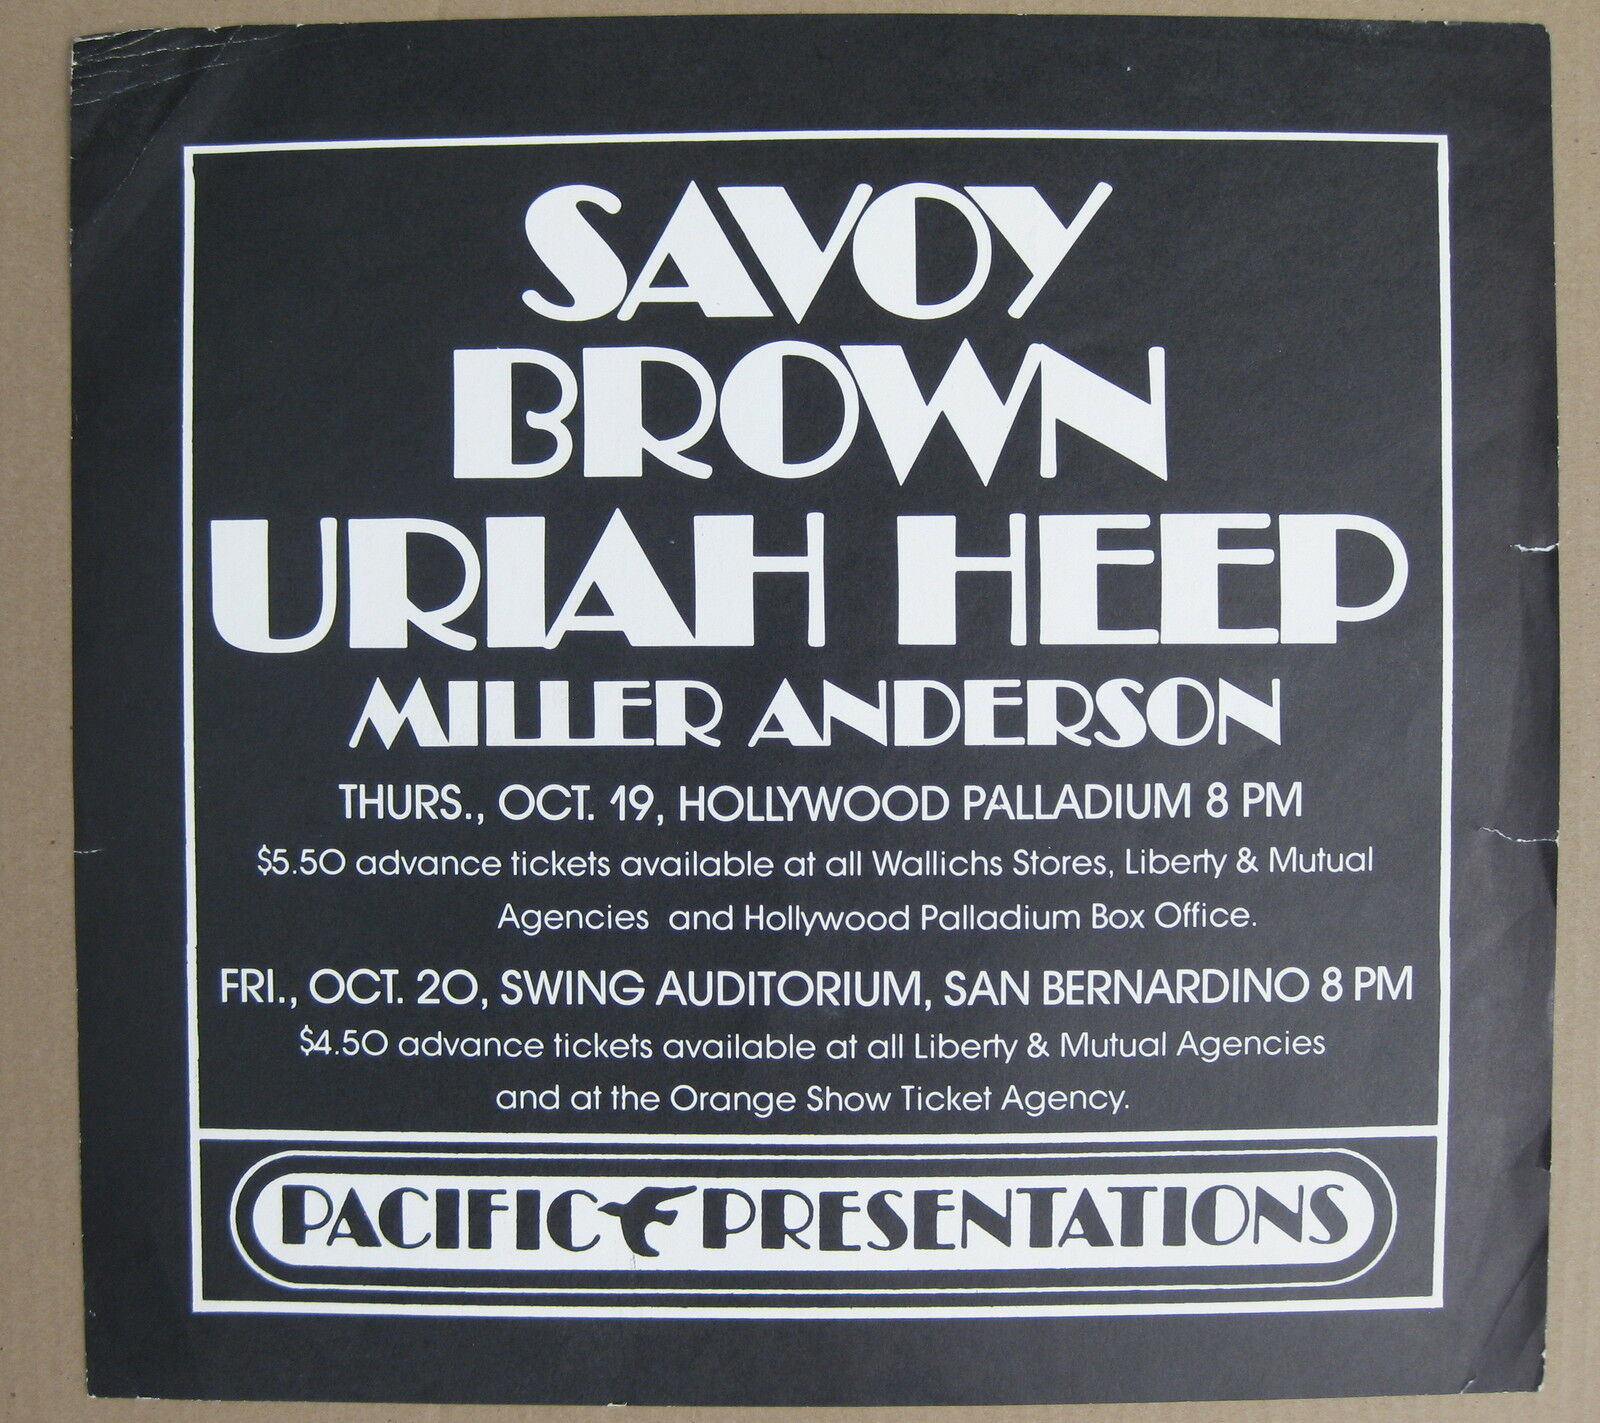 SAVOY
BROWN
URIAH HEEP
MILLER ANDERSON
THURS., OCT. 19, HOLLYWOOD PALLADIUM 8 PM
$5.50 advance tickets available at all Wallichs Stores, Liberty & Mutual
Agencies and Hollywood Palladium Box Office.
FRI., OCT. 20, SWING AUDITORIUM, SAN BERNARDINO 8 PM
$4.50 advance tickets available at all Liberty & Mutual Agencies
and at the Orange Show Ticket Agency.
PACIFIC PRESENTATIONS